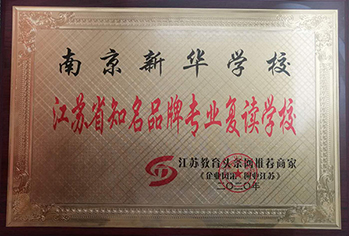 南京新华学校
江苏省知名品牌专业复读学校
江苏教育头条网推荐商家
二〇二〇年